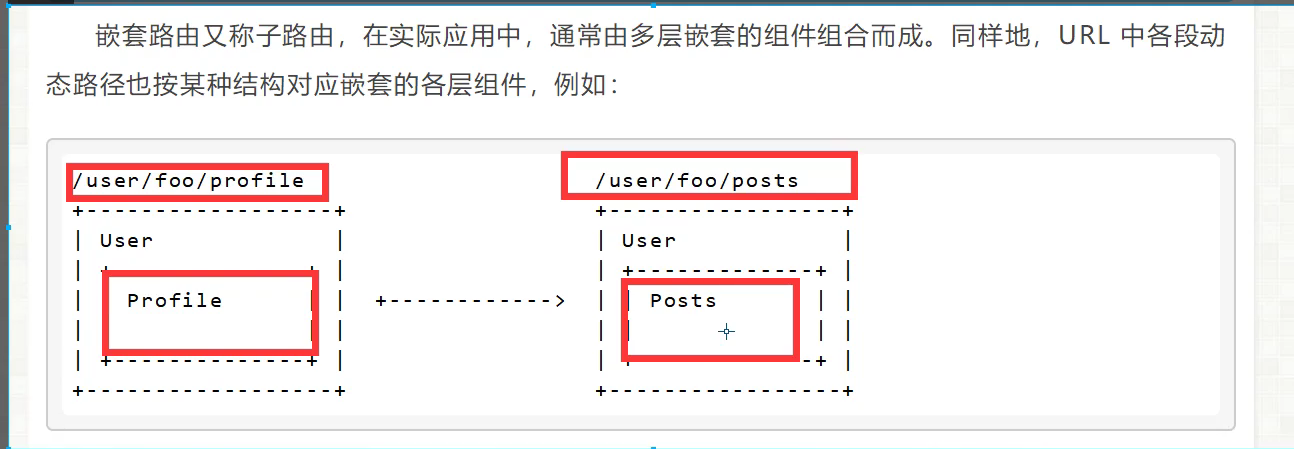 嵌套路由又称子路由，在实际应用中，通常由多层嵌套的组件组合而成。同样地，URL 中各段动
态路径也按某种结构对应嵌套的各层组件，例如：
/user/foo/profile                     /user/foo/posts
+------------------+                  +-----------------+
| User             |                  | User            |
| +--------------+ |                  | +-------------+ |
| | Profile      | |  +------------>  | | Posts       | |
| |              | |                  | |             | |
| +--------------+ |                  | +-------------+ |
+------------------+                  +-----------------+